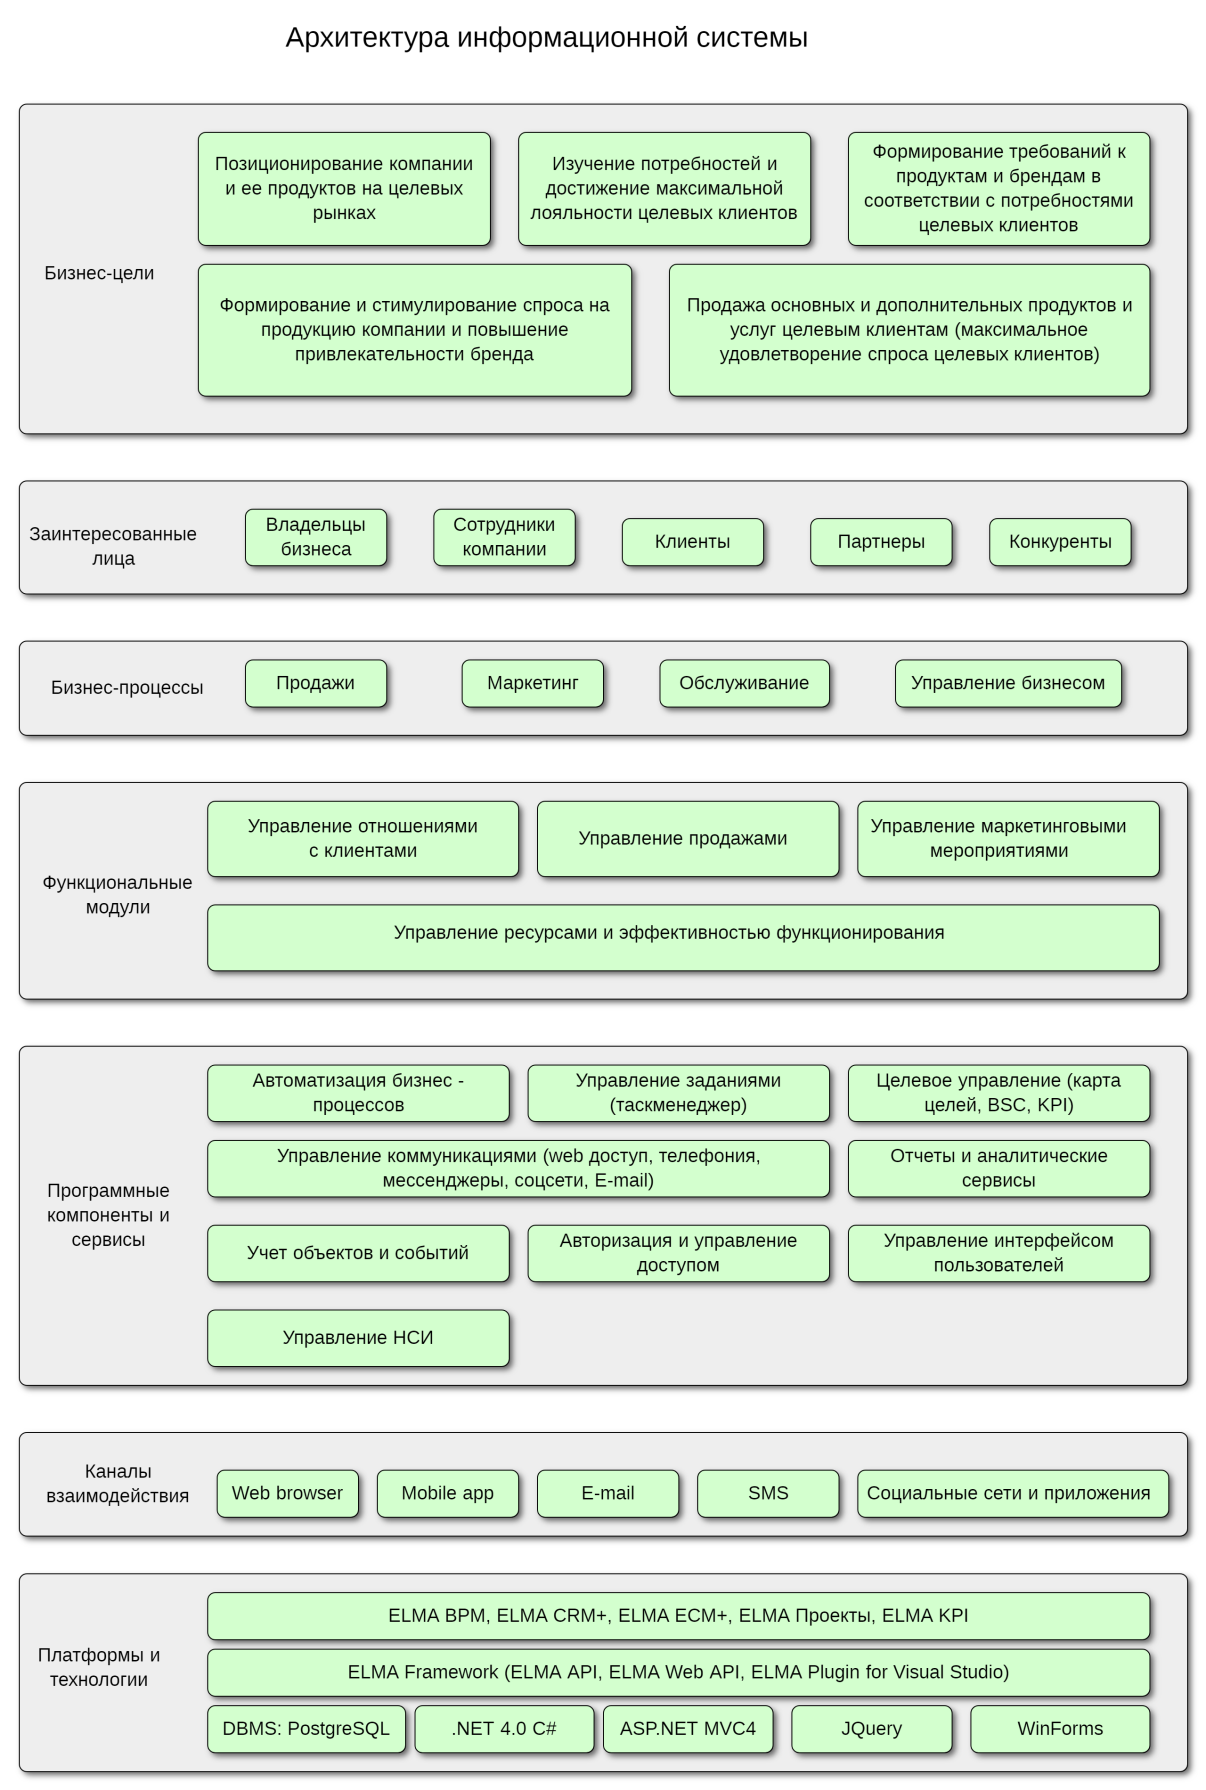 Архитектура информационной системы
Бизнес-цели
Позиционирование компании
и ее продуктов на целевых
рынках
Изучение потребностей и
достижение максимальной
лояльности целевых клиентов
Формирование требований к
продуктам и брендам в
соответствии с потребностями
целевых клиентов
Формирование и стимулирование спроса на
продукцию компании и повышение
привлекательности бренда
Продажа основных и дополнительных продуктов и
услуг целевым клиентам (максимальное
удовлетворение спроса целевых клиентов)
Заинтересованные
лица
Владельцы
бизнеса
Сотрудники
компании
Клиенты
Партнеры
Конкуренты
Бизнес-процессы
Продажи
Маркетинг
Обслуживание
Управление бизнесом
Функциональные
модули
Управление отношениями
с клиентами
Управление продажами
Управление маркетинговыми
мероприятиями
Управление ресурсами и эффективностью функционирования
Программные
компоненты и
сервисы
Автоматизация бизнес -
процессов
Управление заданиями
(таскменеджер)
Целевое управление (карта
целей, BSC, KPI)
Управление коммуникациями (web доступ, телефония,
мессенджеры, соцсети, E-mail)
Отчеты и аналитические
сервисы
Учет объектов и событий
Авторизация и управление
доступом
Управление интерфейсом
пользователей
Управление НСИ
Каналы
взаимодействия
Web browser
Mobile app
E-mail
SMS
Социальные сети и приложения
Платформы и
технологии
ELMA BPM, ELMA CRM+, ELMA ECM+, ELMA Проекты, ELMA KPI
ELMA Framework (ELMA API, ELMA Web API, ELMA Plugin for Visual Studio)
DBMS: PostgreSQL
.NET 4.0 C#
ASP.NET MVC4
JQuery
WinForms